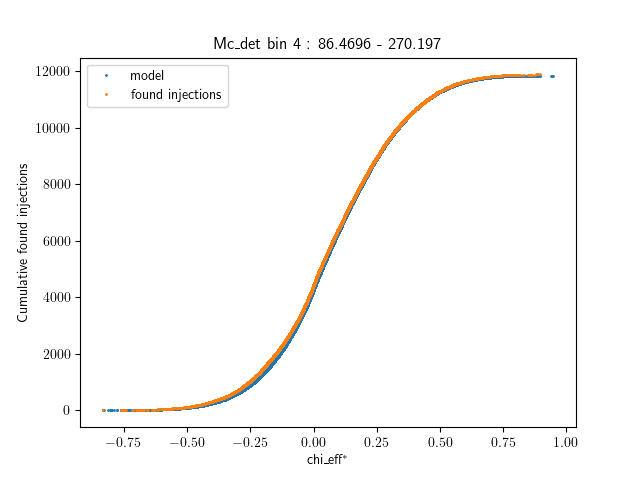 Mc_det bin 4 : 86.4696 - 270.197
model
found injections
Cumulative found injections
12000
10000
8000
6000
4000
2000
0
−0.75 −0.50 −0.25 0.00 0.25 0.50 0.75 1.00
chi_eff*